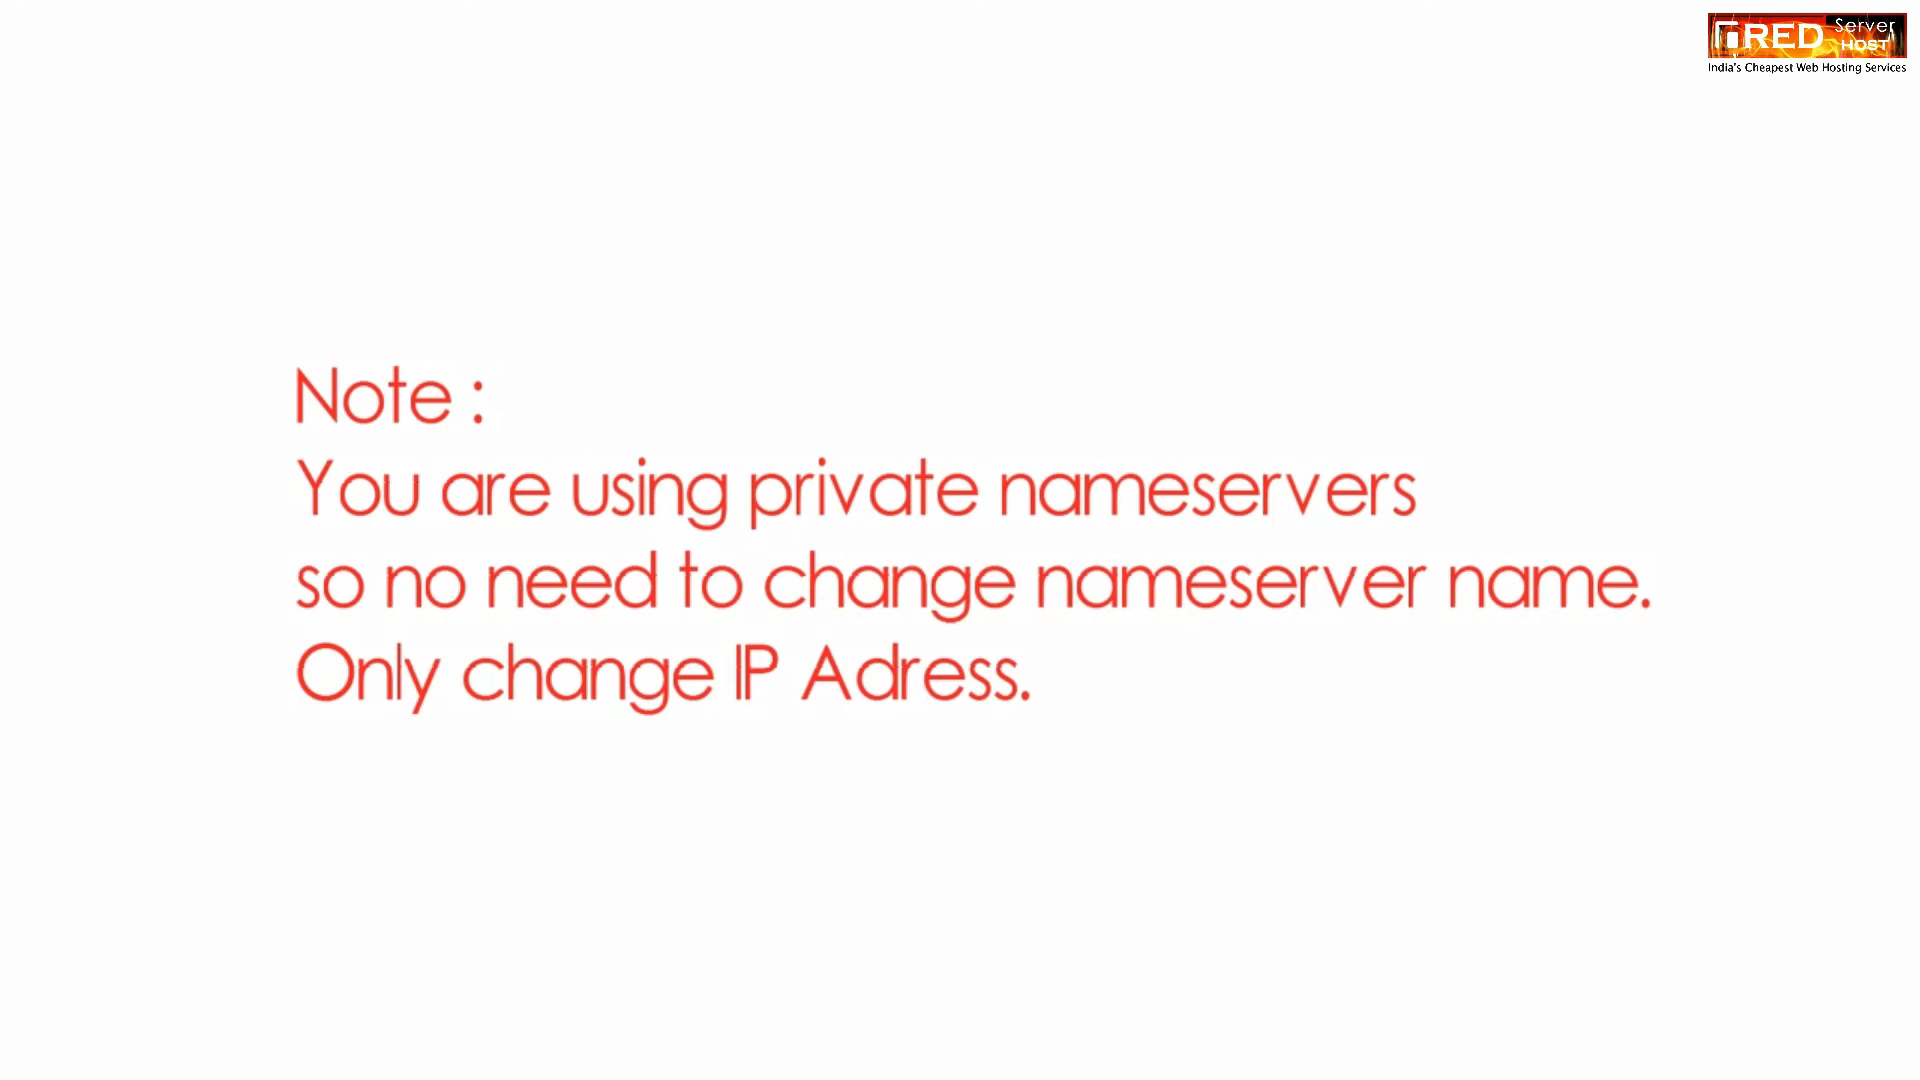 RED Server
HOST
India's Cheapest Web Hosting Services
Note :
You are using private nameservers
so no need to change nameserver name.
Only change IP Adress.